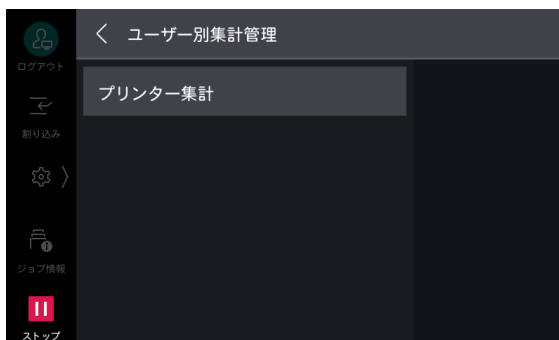 ユーザー別集計管理
ログアウト
プリンター集計
割り込み
ジョブ情報
ストップ